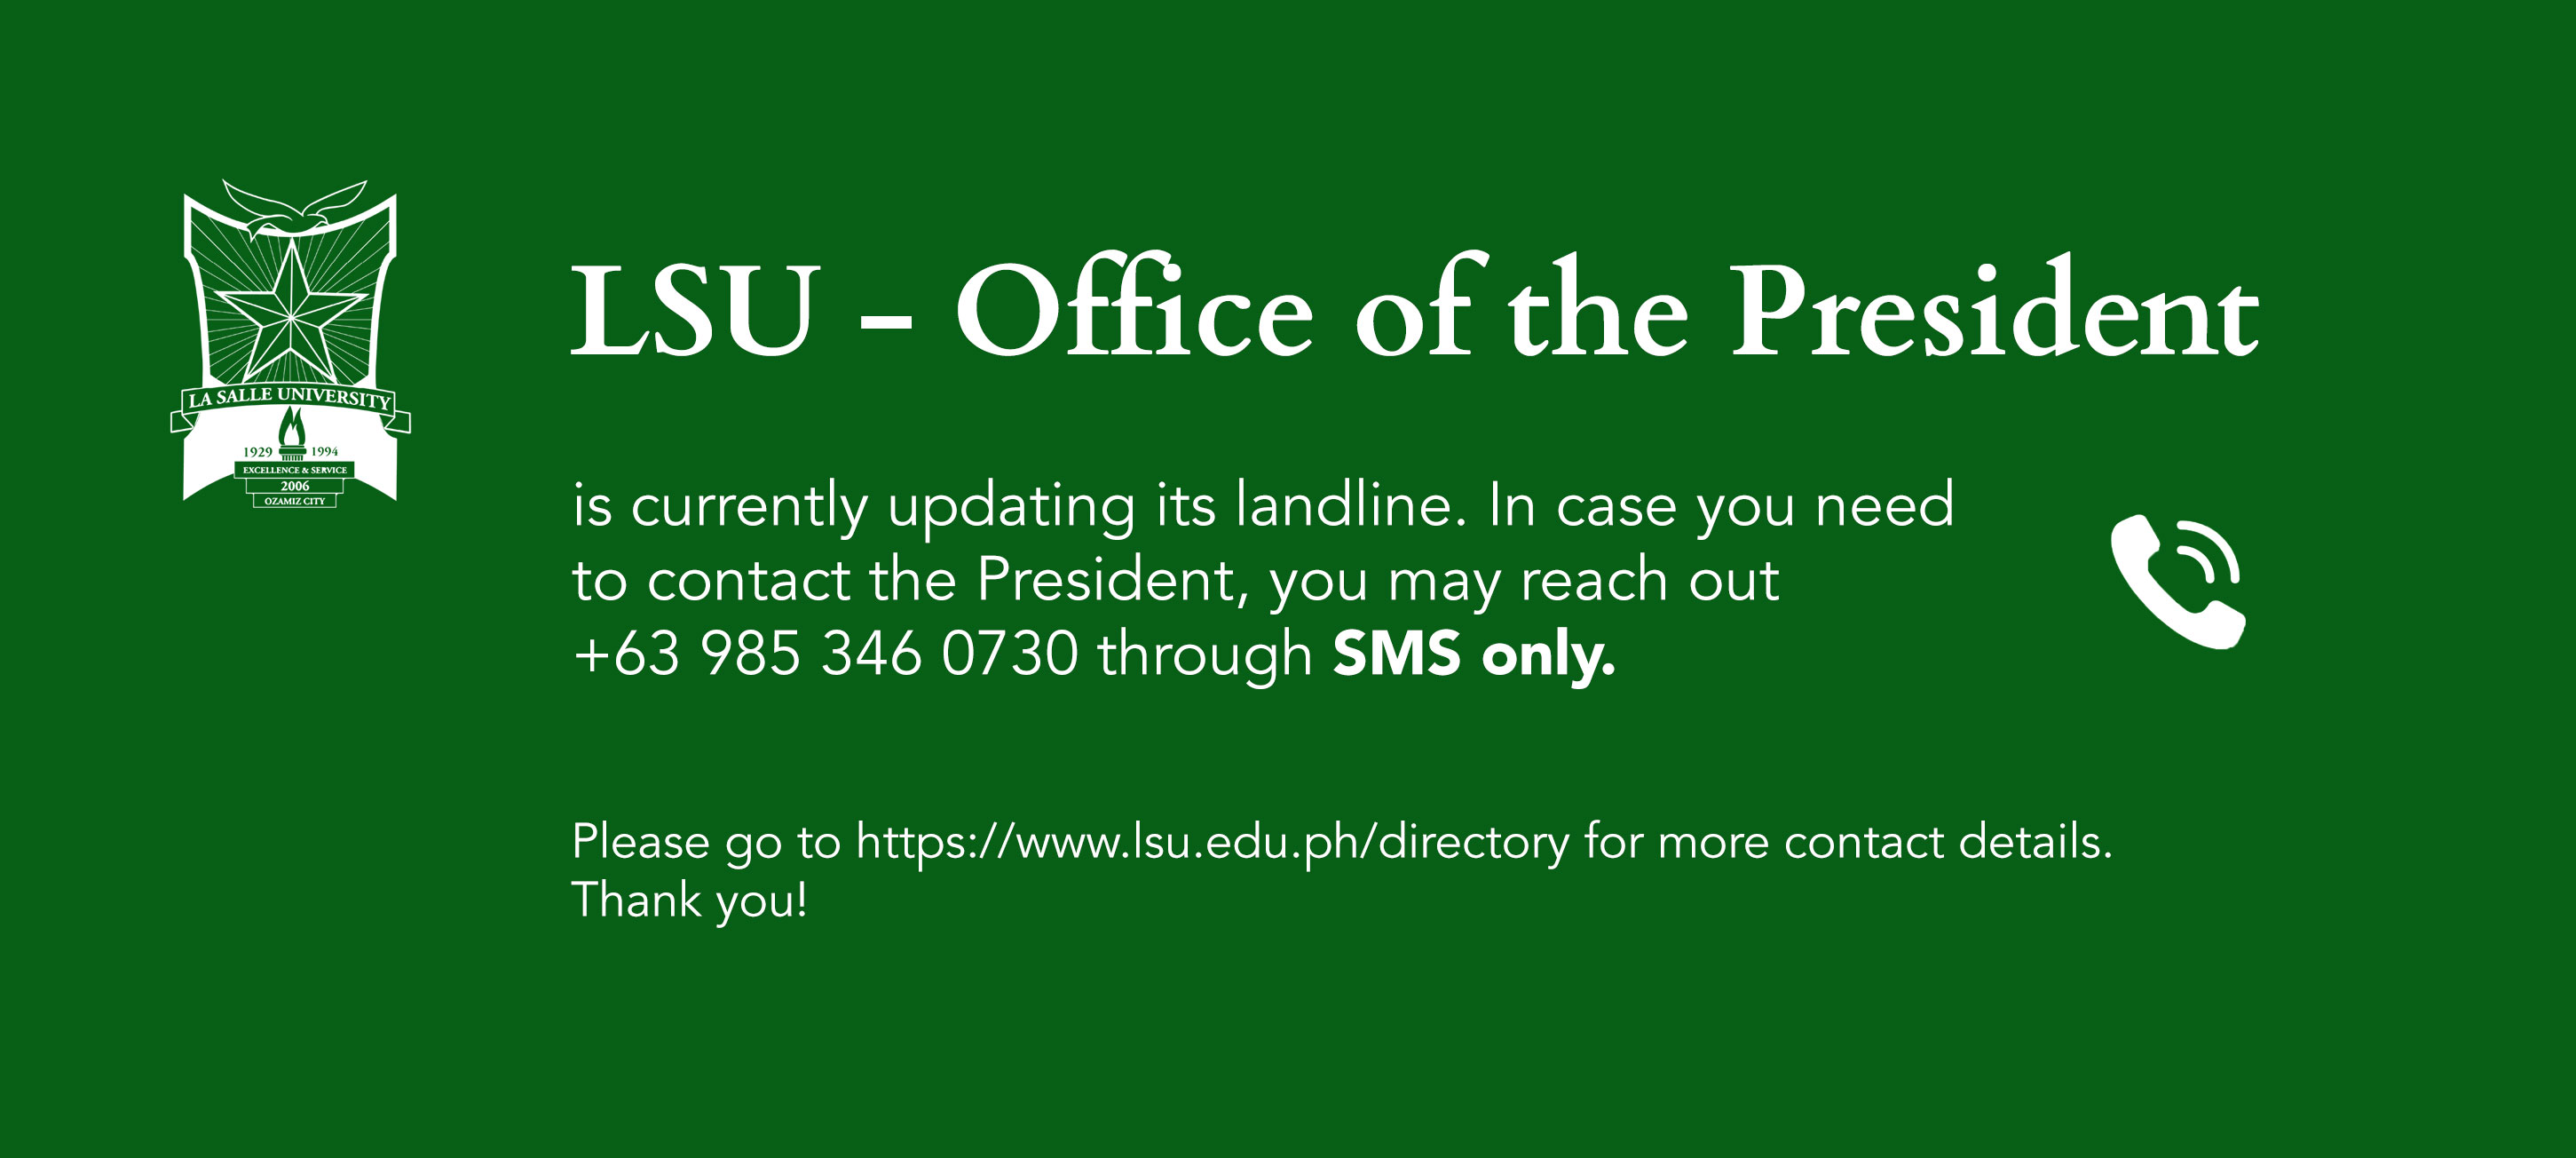 LSU - Office of the President
LA SALLE UNIVERSITY
1929 1994
EXCELLENCE & SERVICE
2006
OZAMIZ CITY
is currently updating its landline. In case you need
to contact the President, you may reach out
+63 985 346 0730 through SMS only.
Please go to https://www.lsu.edu.ph/directory for more contact details.
Thank you!